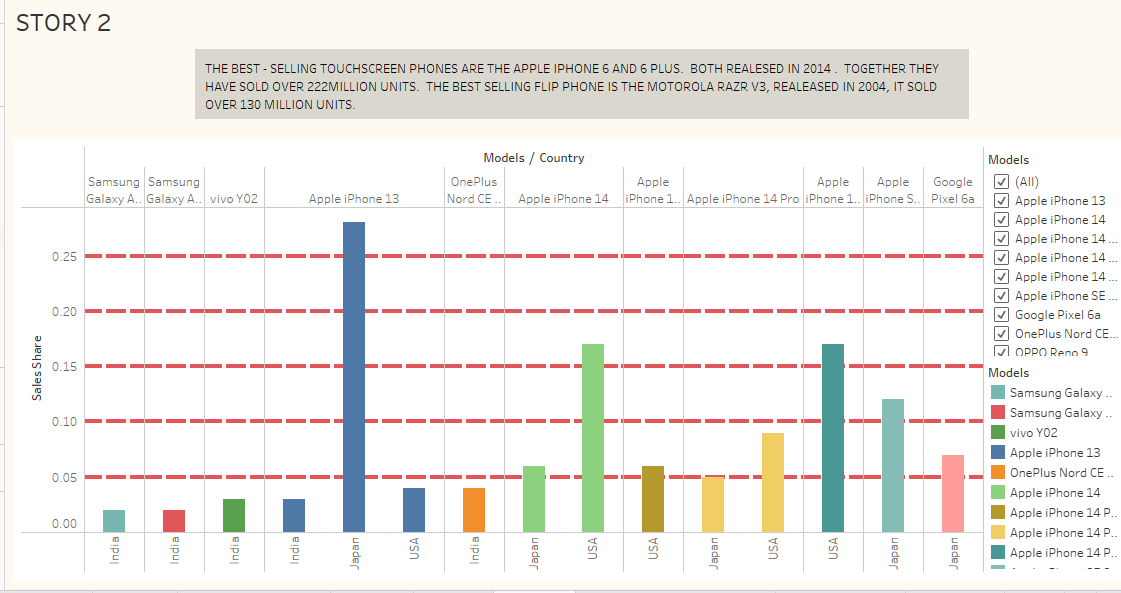 STORY 2
THE BEST - SELLING TOUCHSCREEN PHONES ARE THE APPLE IPHONE 6 AND 6 PLUS.  BOTH REALESED IN 2014 .  TOGETHER THEY
HAVE SOLD OVER 222MILLION UNITS.  THE BEST SELLING FLIP PHONE IS THE MOTOROLA RAZR V3, REALEASED IN 2004, IT SOLD
OVER 130 MILLION UNITS.
Models / Country
Samsung
Galaxy A..
Samsung
Galaxy A..
vivo Y02
Apple iPhone 13
OnePlus
Nord CE ..
Apple iPhone 14
Apple
iPhone 1..
Apple iPhone 14 Pro
Apple
iPhone 1..
Apple
iPhone S..
Google
Pixel 6a
Sales Share
0.25
0.20
0.15
0.10
0.05
0.00
India
India
India
India
Japan
USA
India
Japan
USA
USA
Japan
USA
USA
Japan
Japan
Models
(All)
Apple iPhone 13
Apple iPhone 14
Apple iPhone 14 ...
Apple iPhone 14 ...
Apple iPhone 14 ...
Apple iPhone SE ...
Google Pixel 6a
OnePlus Nord CE...
OPPO Reno 9
Models
Samsung Galaxy ..
Samsung Galaxy ..
vivo Y02
Apple iPhone 13
OnePlus Nord CE ..
Apple iPhone 14
Apple iPhone 14 P..
Apple iPhone 14 P..
Apple iPhone 14 P..